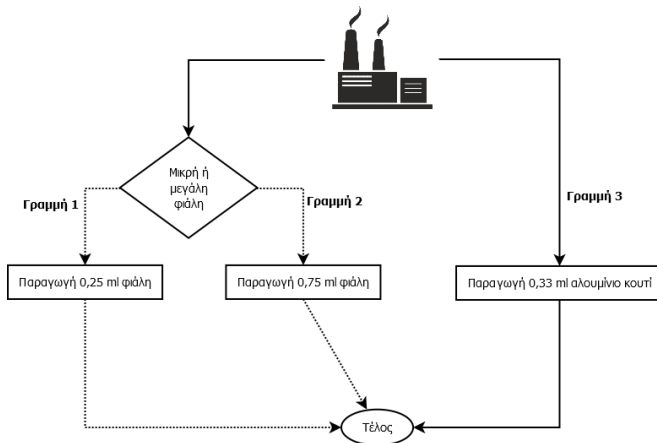 Μικρή ή
μεγάλη
φιάλη
Γραμμή 1
Γραμμή 2
Γραμμή 3
Παραγωγή 0,25 ml φιάλη
Παραγωγή 0,75 ml φιάλη
Παραγωγή 0,33 ml αλουμίνιο κουτί
Τέλος